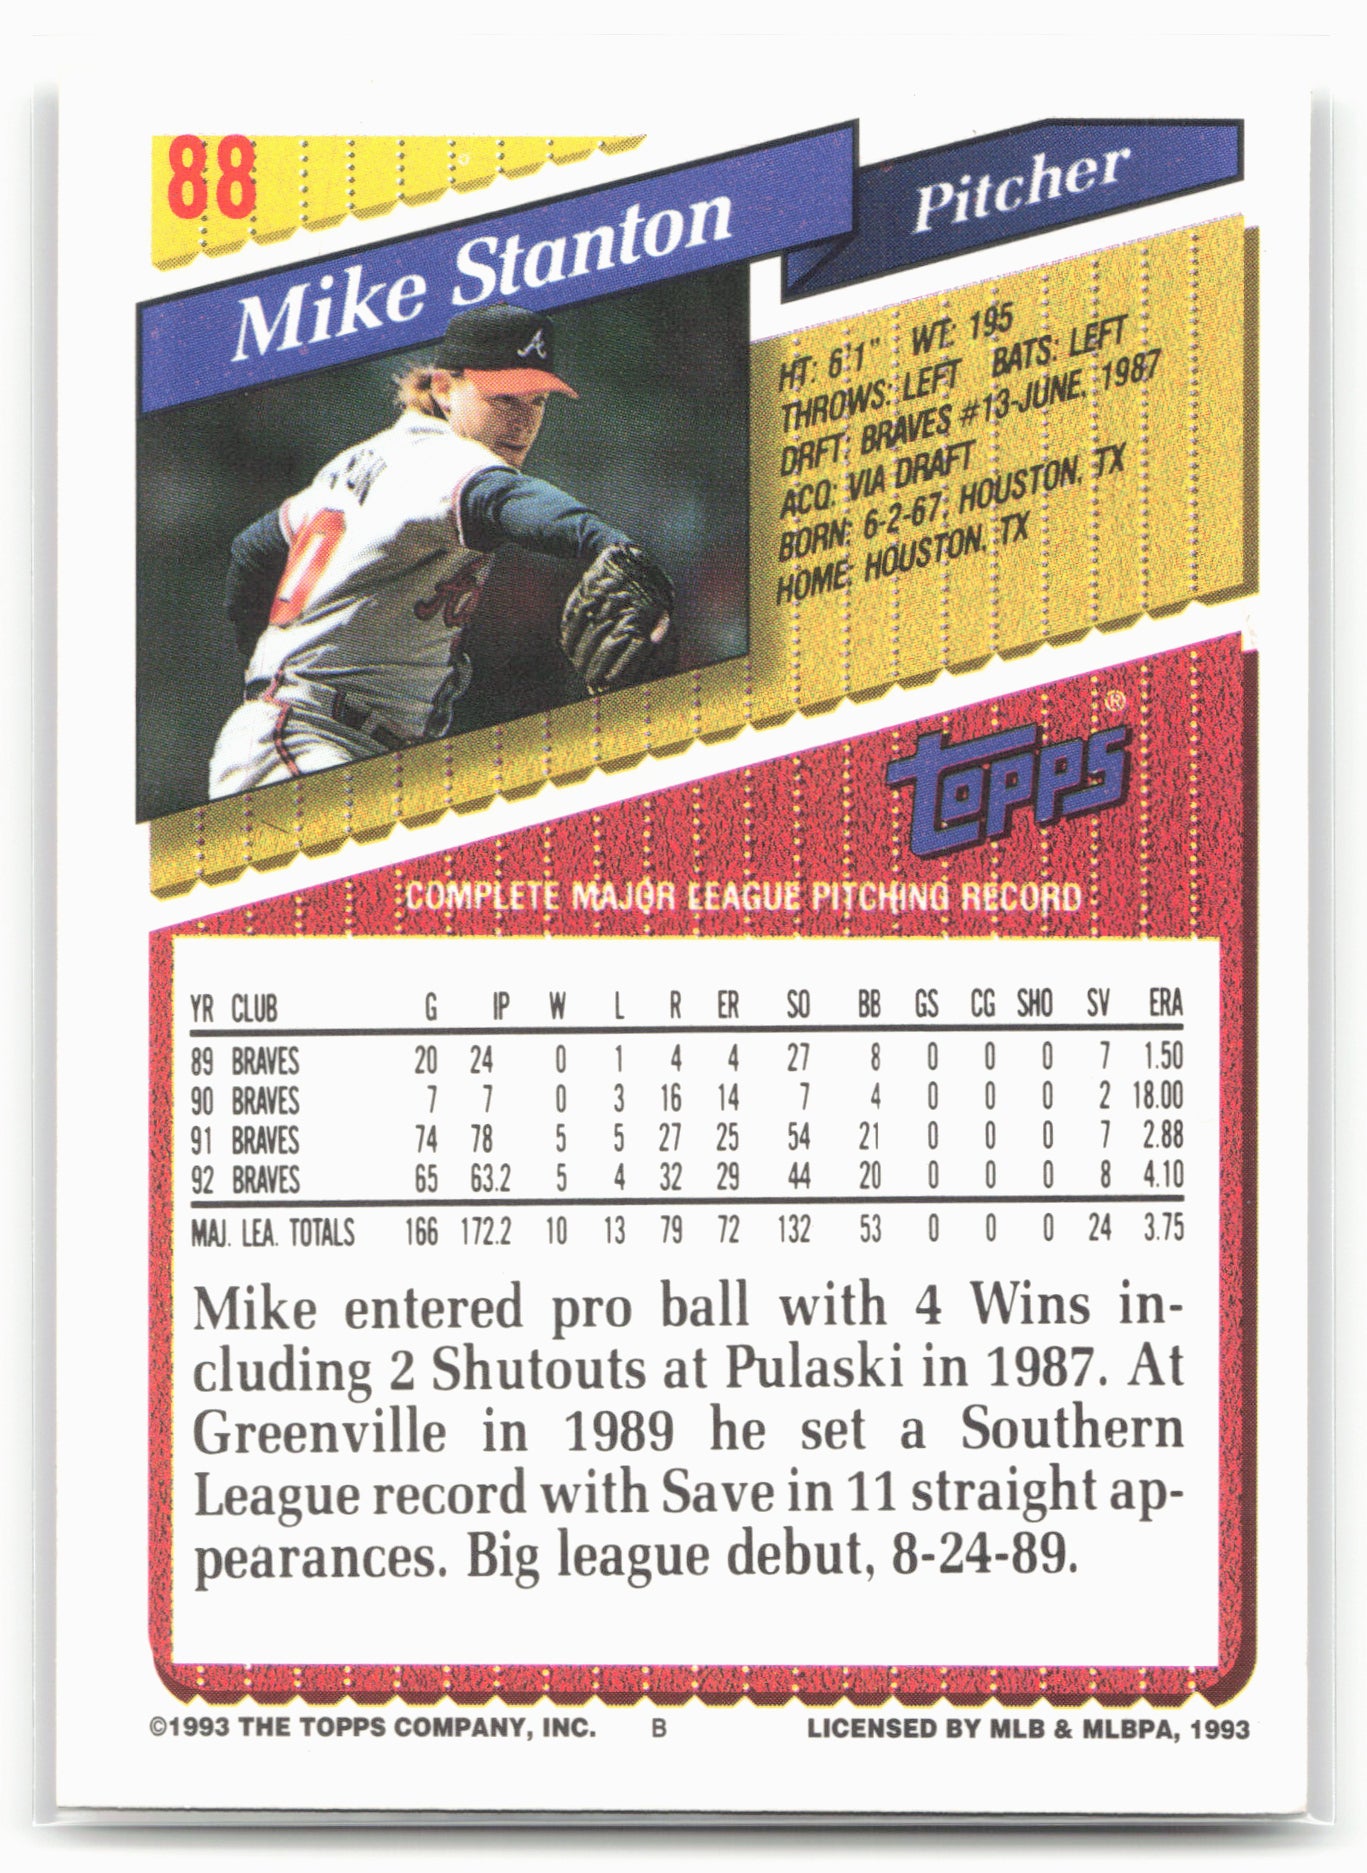 88
Mike Stanton
Pitcher
HT: 6'1" WT: 195
THROWS: LEFT BATS: LEFT
DRFT: BRAVES #13-JUNE, 1987
ACQ: VIA DRAFT
BORN: 6-2-67, HOUSTON, TX
HOME: HOUSTON, TX
A
Topps®
COMPLETE MAJOR LEAGUE PITCHING RECORD
YR CLUB G IP W L R ER SO BB GS CG SHO SV ERA
89 BRAVES 20 24 0 1 4 4 27 8 0 0 0 7 1.50
90 BRAVES 7 7 0 3 16 14 7 4 0 0 0 2 18.00
91 BRAVES 74 78 5 5 27 25 54 21 0 0 0 7 2.88
92 BRAVES 65 63.2 5 4 32 29 44 20 0 0 0 8 4.10
MAJ. LEA. TOTALS 166 172.2 10 13 79 72 132 53 0 0 0 24 3.75
Mike entered pro ball with 4 Wins in-
cluding 2 Shutouts at Pulaski in 1987. At
Greenville in 1989 he set a Southern
League record with Save in 11 straight ap-
pearances. Big league debut, 8-24-89.
©1993 THE TOPPS COMPANY, INC. B LICENSED BY MLB & MLBPA, 1993